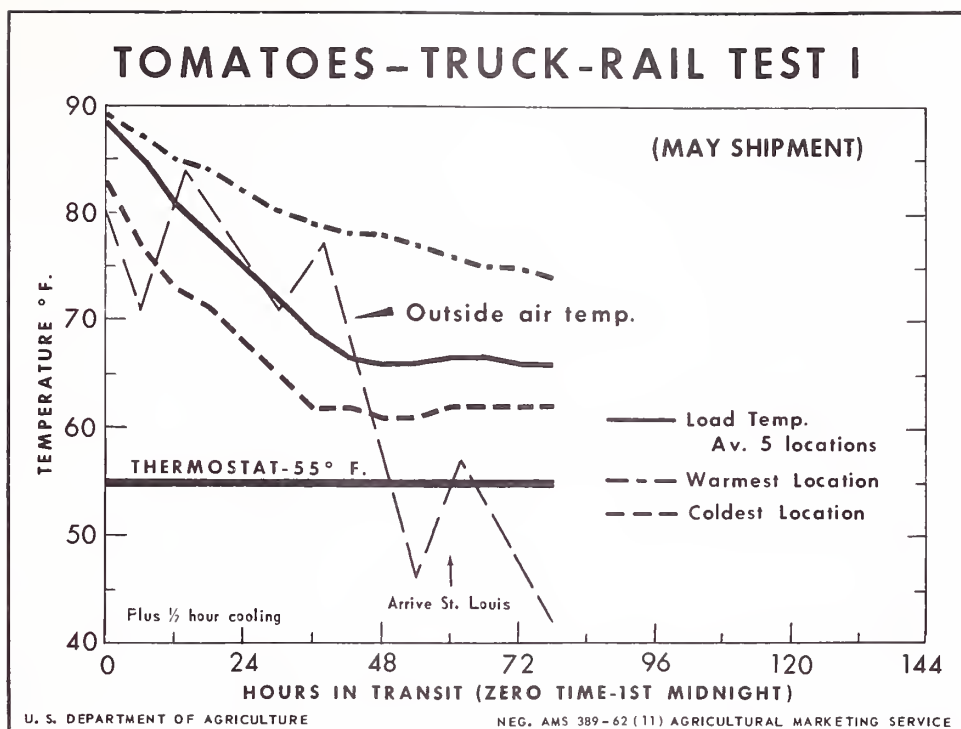 TOMATOES – TRUCK-RAIL TEST I
(MAY SHIPMENT)
90
80
70
60
50
40
TEMPERATURE ° F.
Outside air temp.
Load Temp.
Av. 5 locations
Warmest Location
Coldest Location
THERMOSTAT-55° F.
Arrive St. Louis
Plus ½ hour cooling
0 24 48 72 96 120 144
HOURS IN TRANSIT (ZERO TIME-1ST MIDNIGHT)
U. S. DEPARTMENT OF AGRICULTURE NEG. AMS 389-62 (11) AGRICULTURAL MARKETING SERVICE